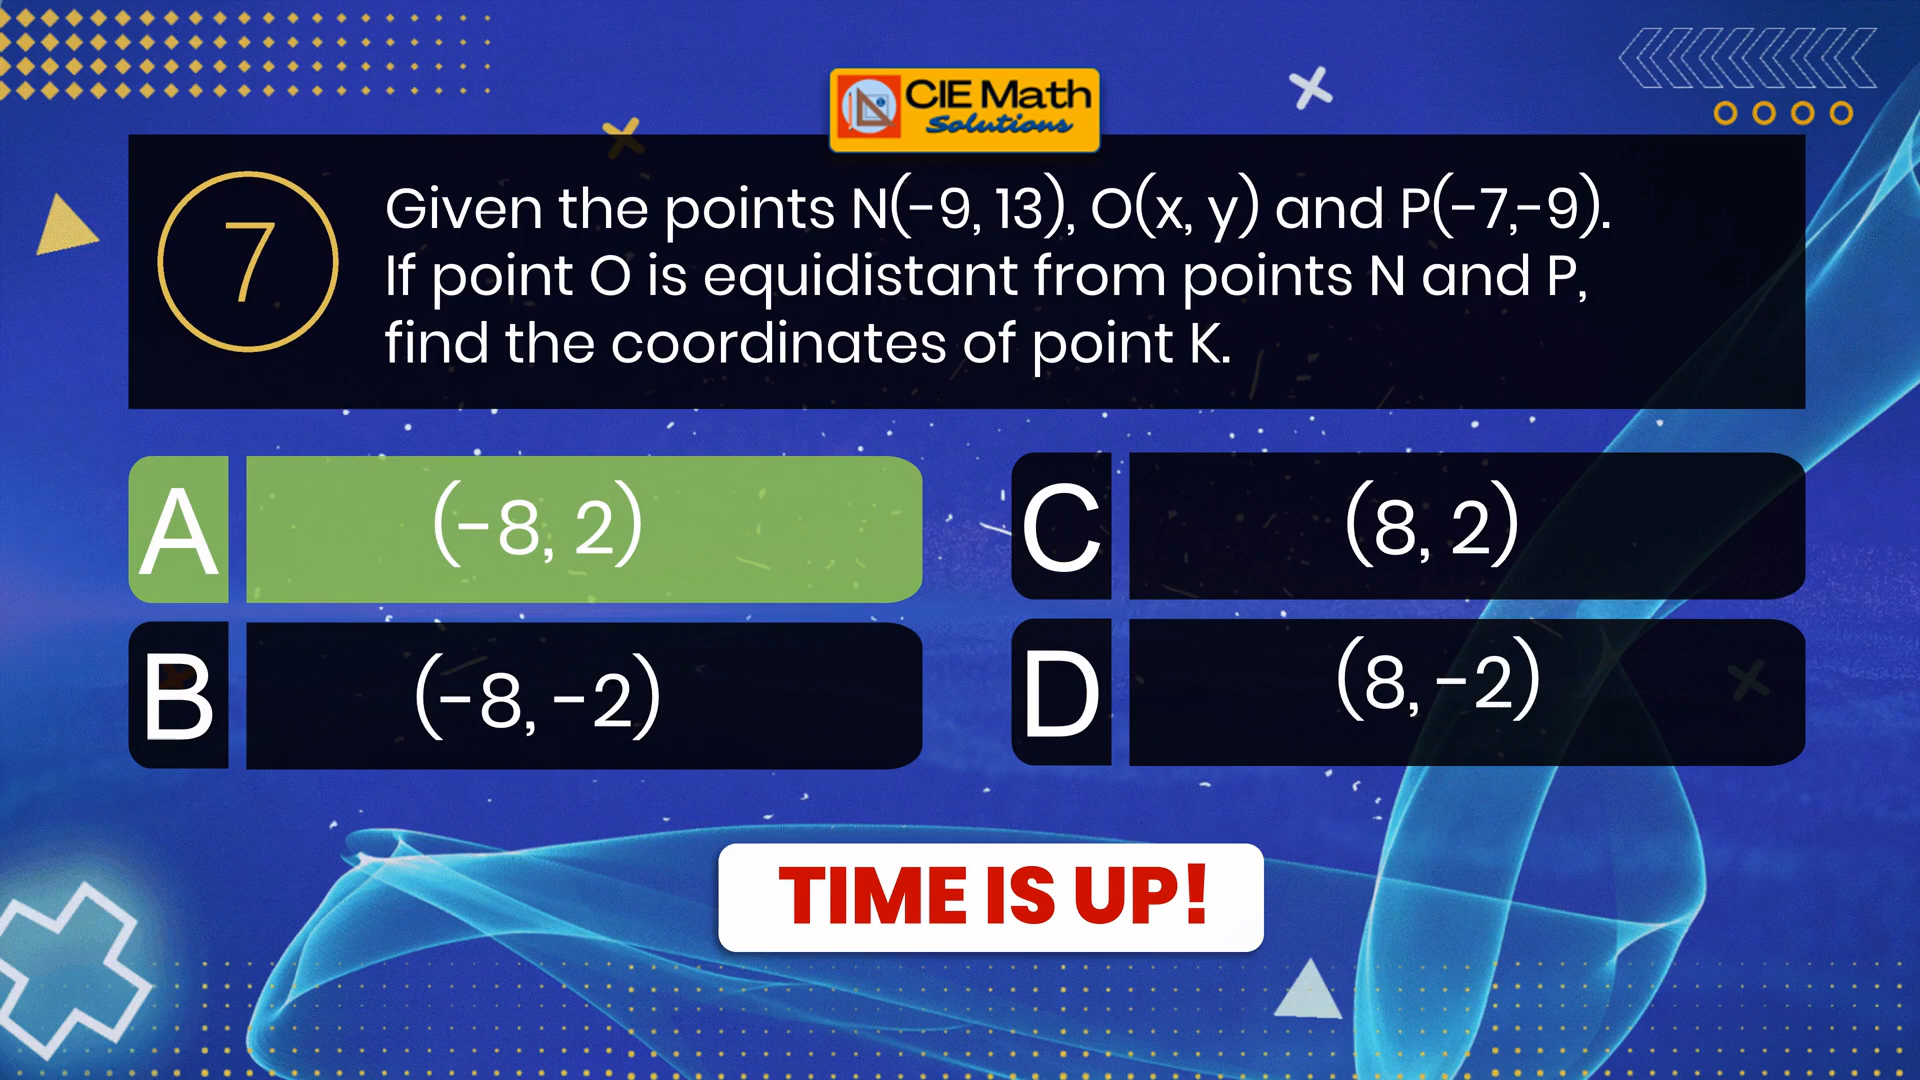 CIE Math
Solutions
7
Given the points N(-9, 13), O(x, y) and P(-7,-9).
If point O is equidistant from points N and P,
find the coordinates of point K.
A
(-8, 2)
B
(-8, -2)
C
(8, 2)
D
(8, -2)
TIME IS UP!